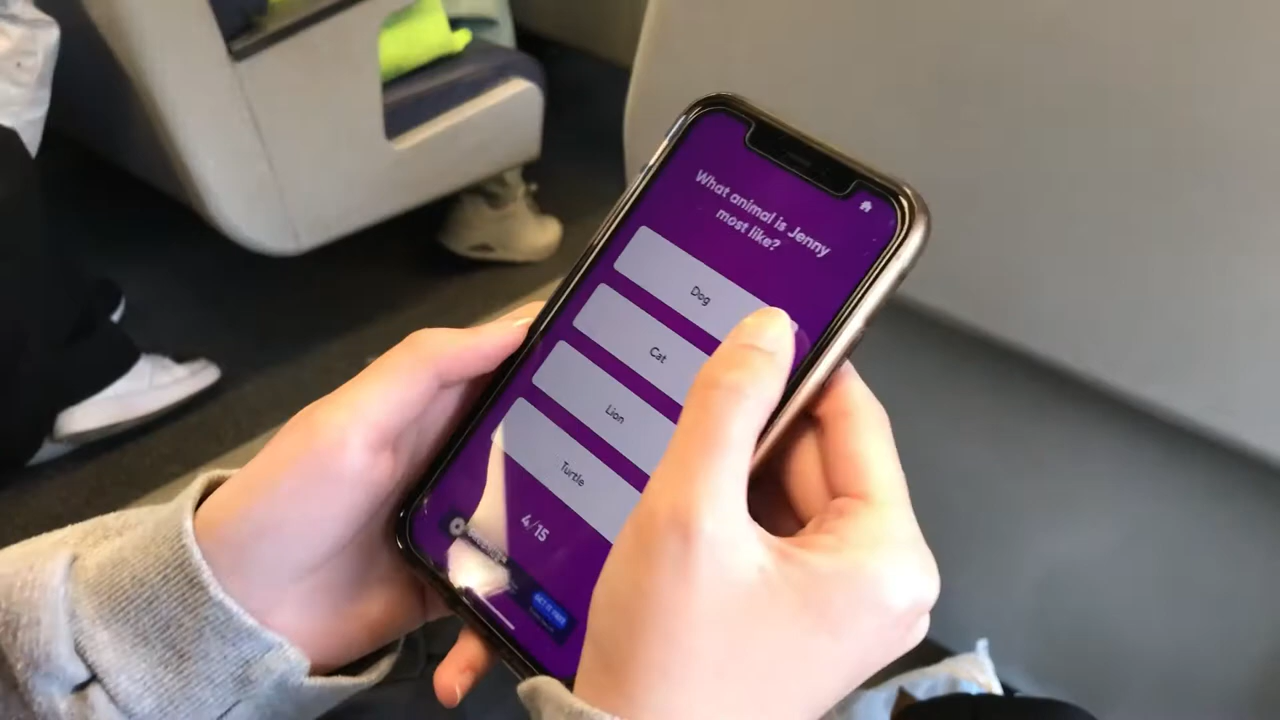 What animal is Jenny
most like?
Dog
Cat
Lion
Turtle
4/15